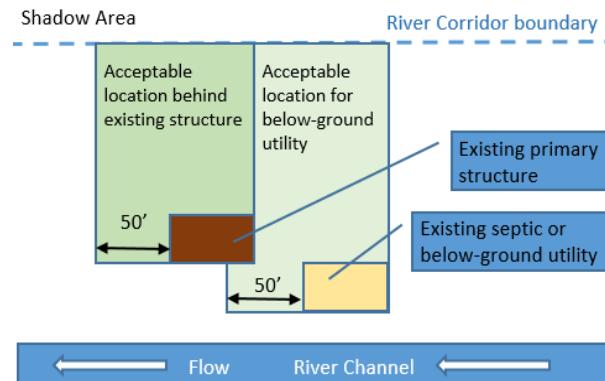 Shadow Area
River Corridor boundary
Acceptable
location behind
existing structure
Acceptable
location for
below-ground
utility
Existing primary
structure
50’
Existing septic or
below-ground utility
50’
Flow
River Channel